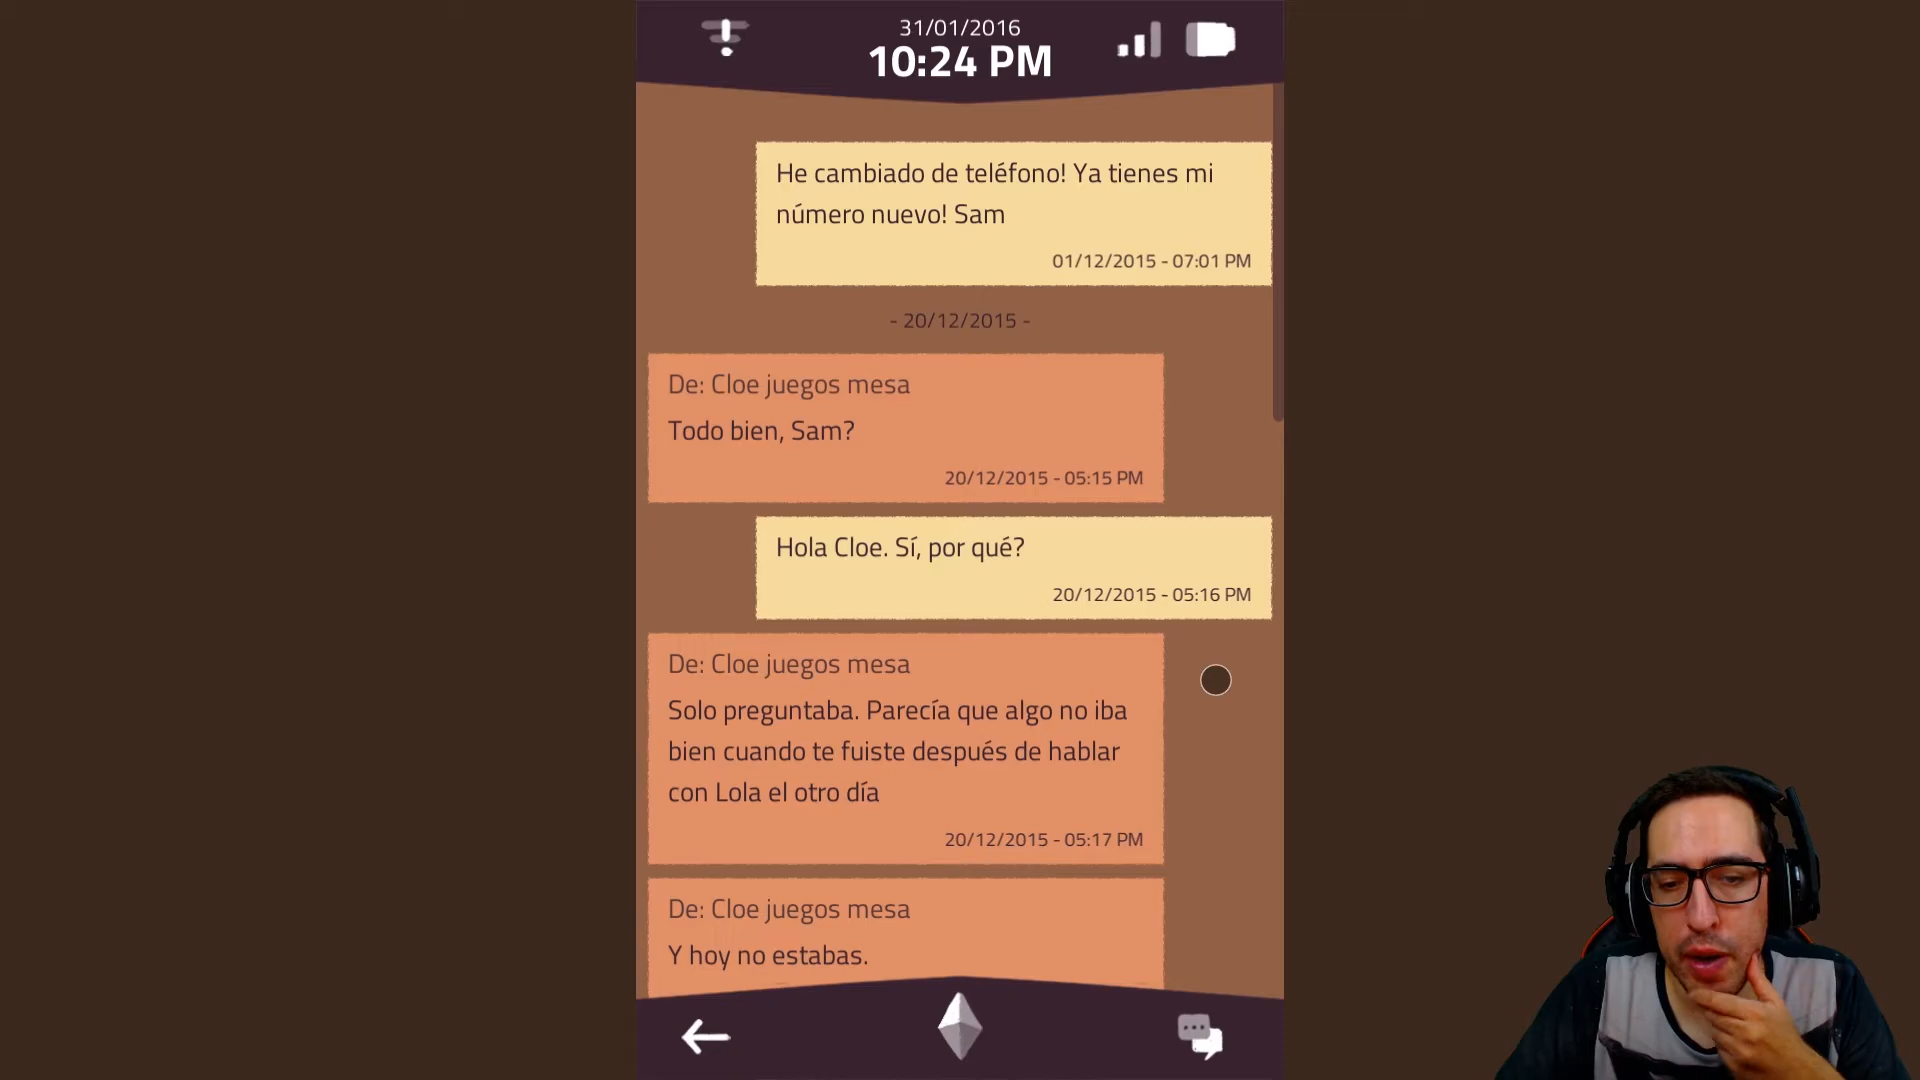 31/01/2016
10:24 PM
He cambiado de teléfono! Ya tienes mi
número nuevo! Sam
01/12/2015 - 07:01 PM
- 20/12/2015 -
De: Cloe juegos mesa
Todo bien, Sam?
20/12/2015 - 05:15 PM
Hola Cloe. Sí, por qué?
20/12/2015 - 05:16 PM
De: Cloe juegos mesa
Solo preguntaba. Parecía que algo no iba
bien cuando te fuiste después de hablar
con Lola el otro día
20/12/2015 - 05:17 PM
De: Cloe juegos mesa
Y hoy no estabas.